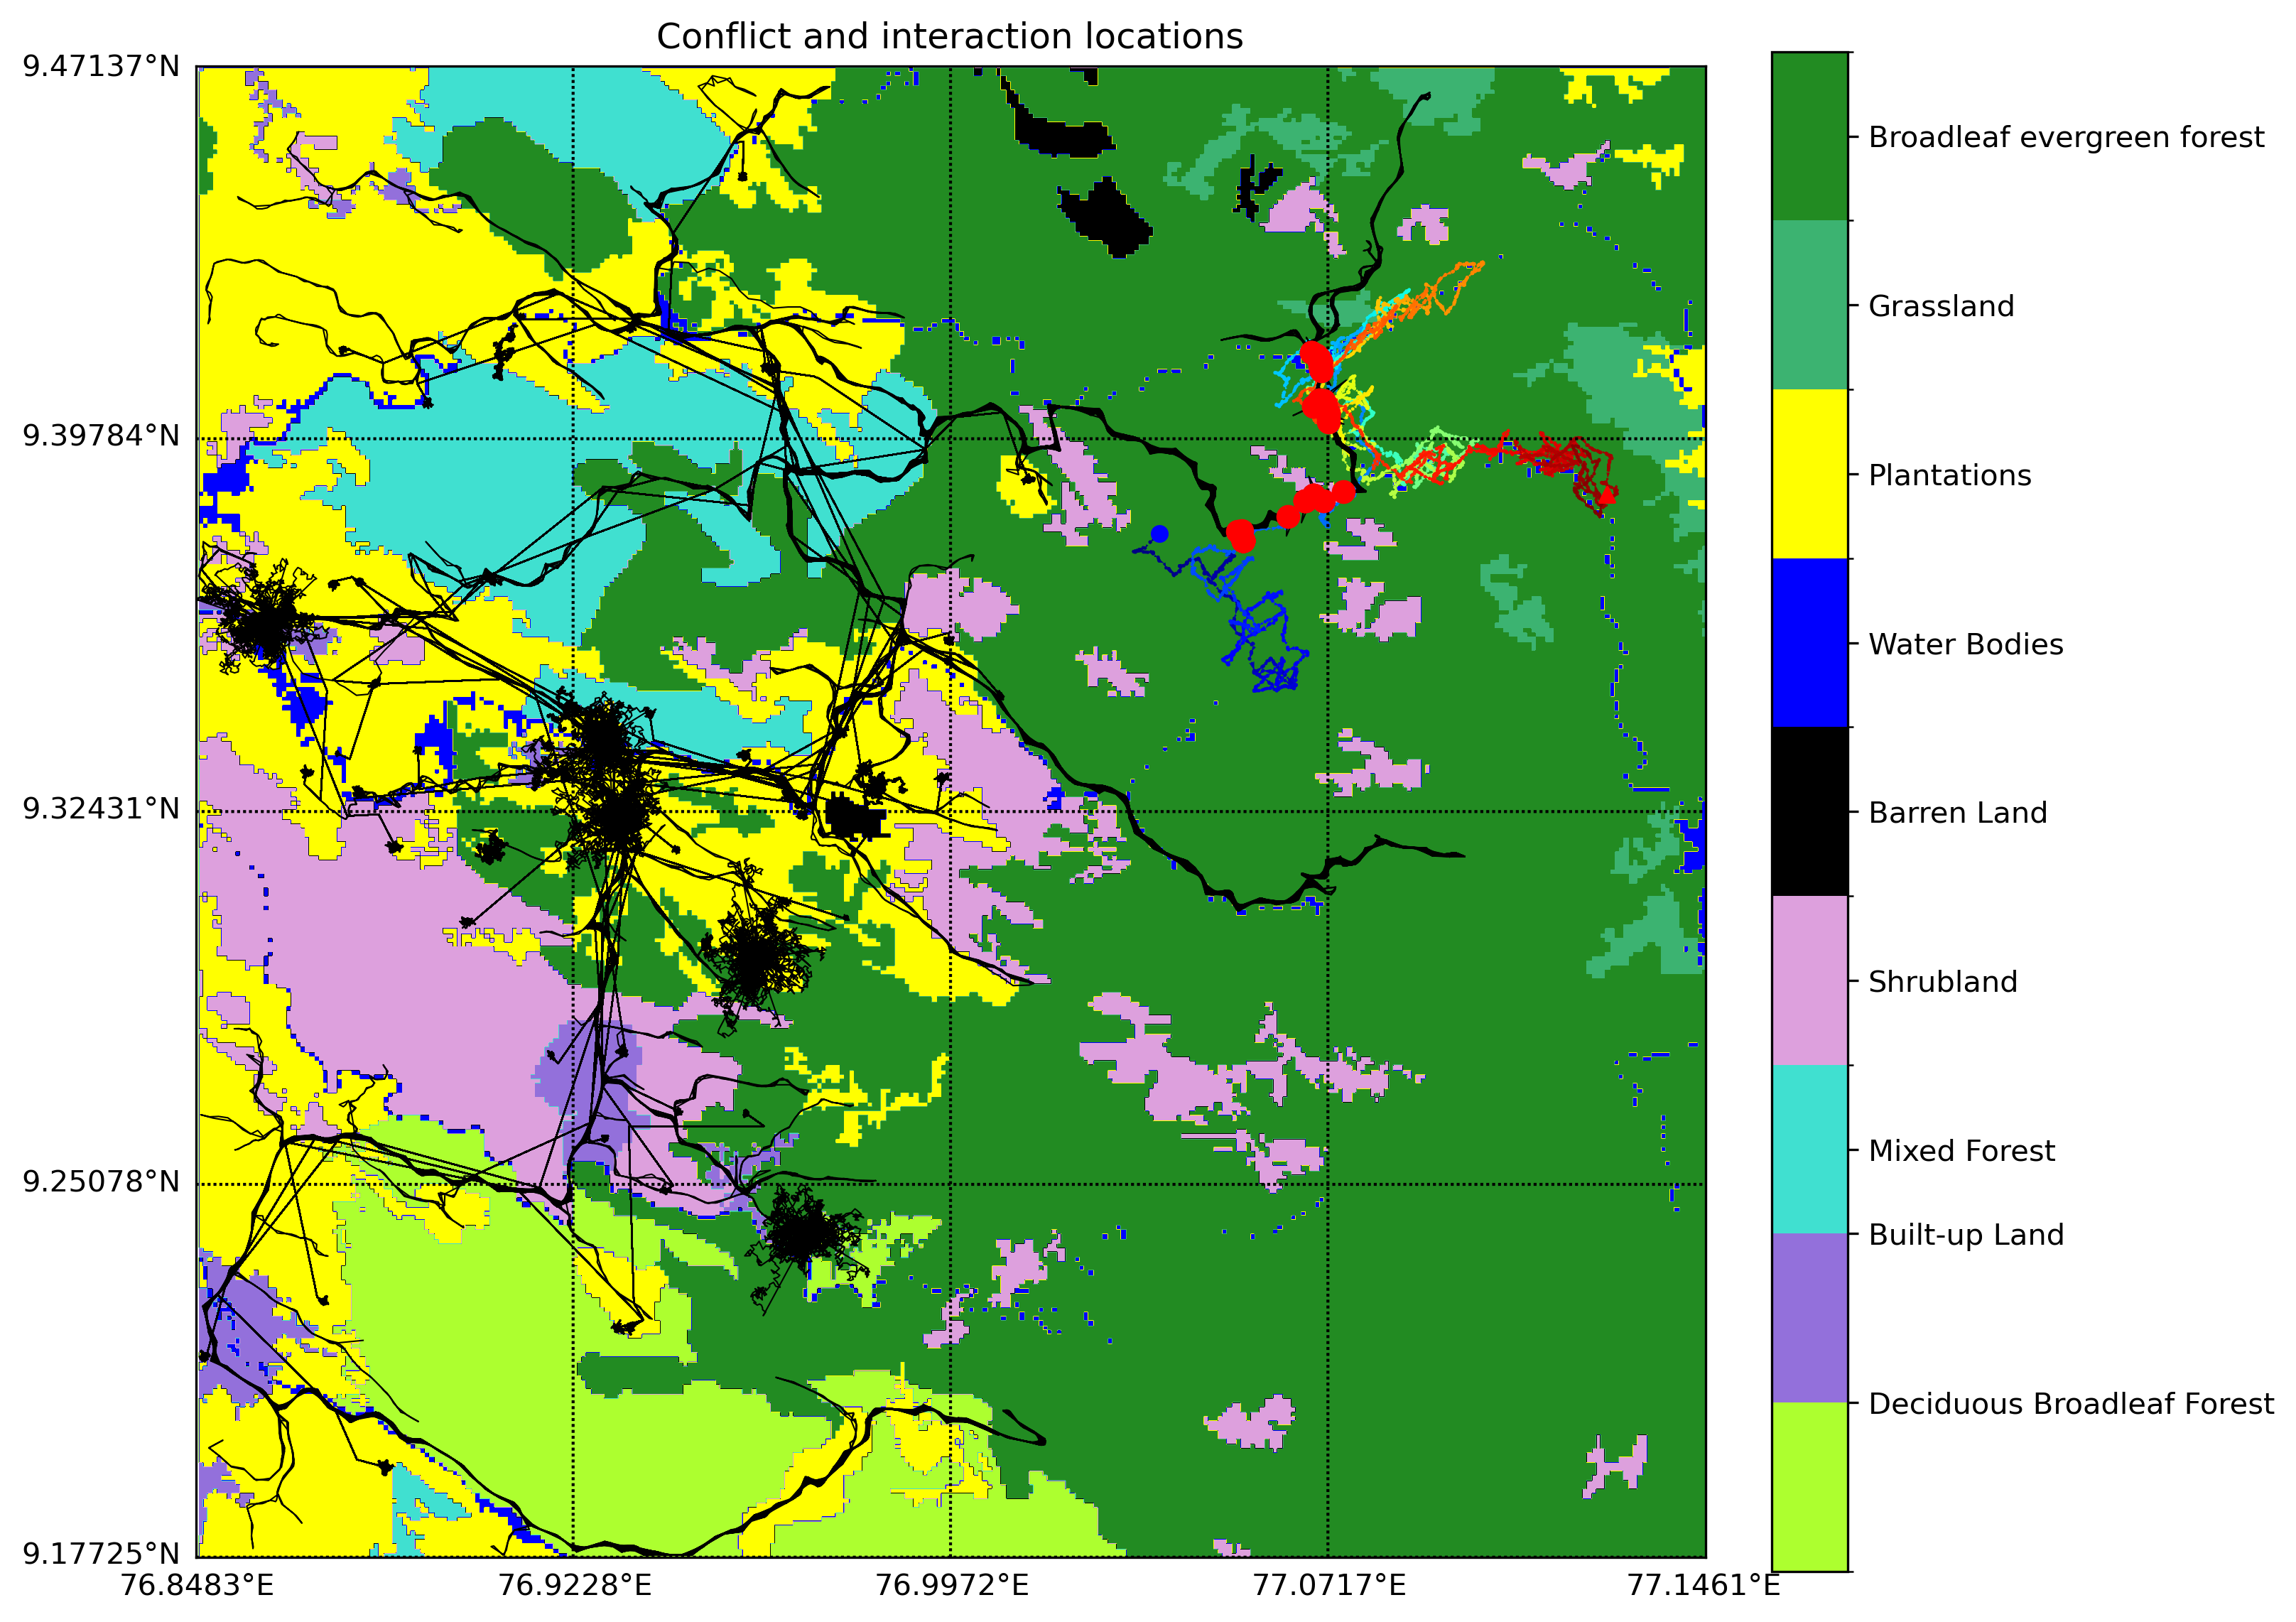 Conflict and interaction locations
9.47137°N
9.39784°N
9.32431°N
9.25078°N
9.17725°N
76.8483°E
76.9228°E
76.9972°E
77.0717°E
77.1461°E
Broadleaf evergreen forest
Grassland
Plantations
Water Bodies
Barren Land
Shrubland
Mixed Forest
Built-up Land
Deciduous Broadleaf Forest